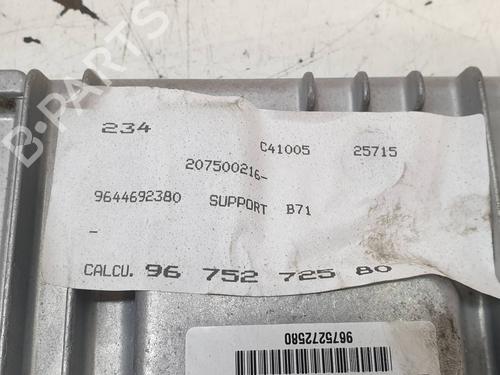 234
C41005 25715
207500216-
9644692380 SUPPORT B71
-
CALCU. 96 752 725 80
9675272580
B-PARTS